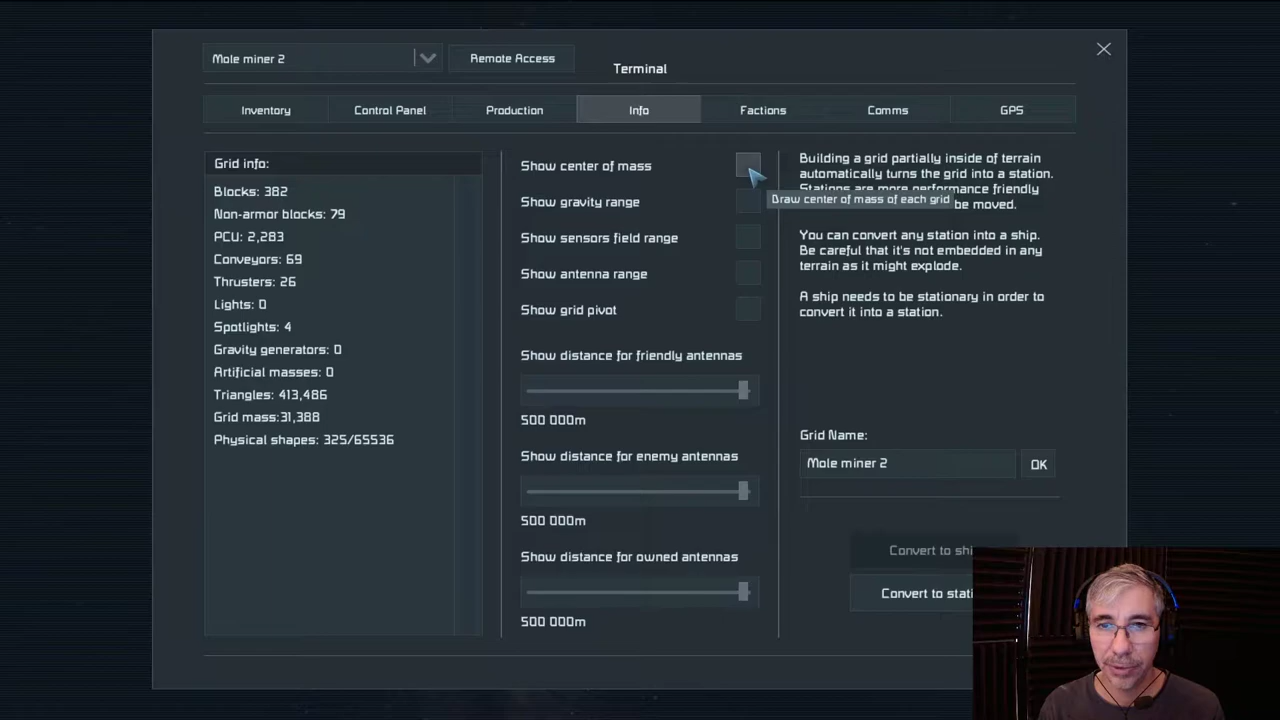 Mole miner 2
Remote Access
Terminal
Inventory
Control Panel
Production
Info
Factions
Comms
GPS
Grid info:
Blocks: 382
Non-armor blocks: 79
PCU: 2,283
Conveyors: 69
Thrusters: 26
Lights: 0
Spotlights: 4
Gravity generators: 0
Artificial masses: 0
Triangles: 413,486
Grid mass:31,388
Physical shapes: 325/65536
Show center of mass
Show gravity range
Show sensors field range
Show antenna range
Show grid pivot
Show distance for friendly antennas
500 000m
Show distance for enemy antennas
500 000m
Show distance for owned antennas
500 000m
Draw center of mass of each grid
Building a grid partially inside of terrain
automatically turns the grid into a station.
Stations are more performance friendly
be moved.
You can convert any station into a ship.
Be careful that it's not embedded in any
terrain as it might explode.
A ship needs to be stationary in order to
convert it into a station.
Grid Name:
Mole miner 2
OK
Convert to shi
Convert to stati